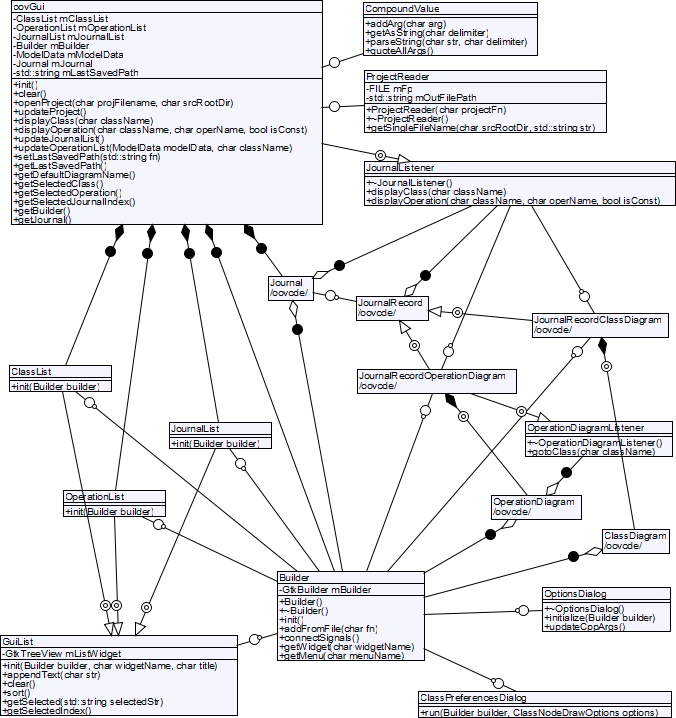 oovGui
-ClassList mClassList
-OperationList mOperationList
-JournalList mJournalList
-Builder mBuilder
-ModelData mModelData
-Journal mJournal
-std::string mLastSavedPath
+init()
+clear()
+openProject(char projFilename, char srcRootDir)
+updateProject()
+displayClass(char className)
+displayOperation(char className, char operName, bool isConst)
+updateJournalList()
+updateOperationList(ModelData modelData, char className)
+setLastSavedPath(std::string fn)
+getLastSavedPath()
+getDefaultDiagramName()
+getSelectedClass()
+getSelectedOperation()
+getSelectedJournalIndex()
+getBuilder()
+getJournal()
CompoundValue
+addArg(char arg)
+getAsString(char delimiter)
+parseString(char str, char delimiter)
+quoteAllArgs()
ProjectReader
-FILE mFp
-std::string mOutFilePath
+ProjectReader(char projectFn)
+~ProjectReader()
+getSingleFileName(char srcRootDir, std::string str)
JournalListener
+~JournalListener()
+displayClass(char className)
+displayOperation(char className, char operName, bool isConst)
Journal
/oovcode/
JournalRecord
/oovcode/
JournalRecordClassDiagram
/oovcode/
ClassList
+init(Builder builder)
JournalRecordOperationDiagram
/oovcode/
JournalList
+init(Builder builder)
OperationDiagramListener
+~OperationDiagramListener()
+gotoClass(char className)
OperationList
+init(Builder builder)
OperationDiagram
/oovcode/
ClassDiagram
/oovcode/
Builder
-GtkBuilder mBuilder
+Builder()
+~Builder()
+init()
+addFromFile(char fn)
+connectSignals()
+getWidget(char widgetName)
+getMenu(char menuName)
OptionsDialog
+~OptionsDialog()
+initialize(Builder builder)
+updateCppArgs()
GuiList
-GtkTreeView mListWidget
+init(Builder builder, char widgetName, char title)
+appendText(char str)
+clear()
+sort()
+getSelected(std::string selectedStr)
+getSelectedIndex()
ClassPreferencesDialog
+run(Builder builder, ClassNodeDrawOptions options)